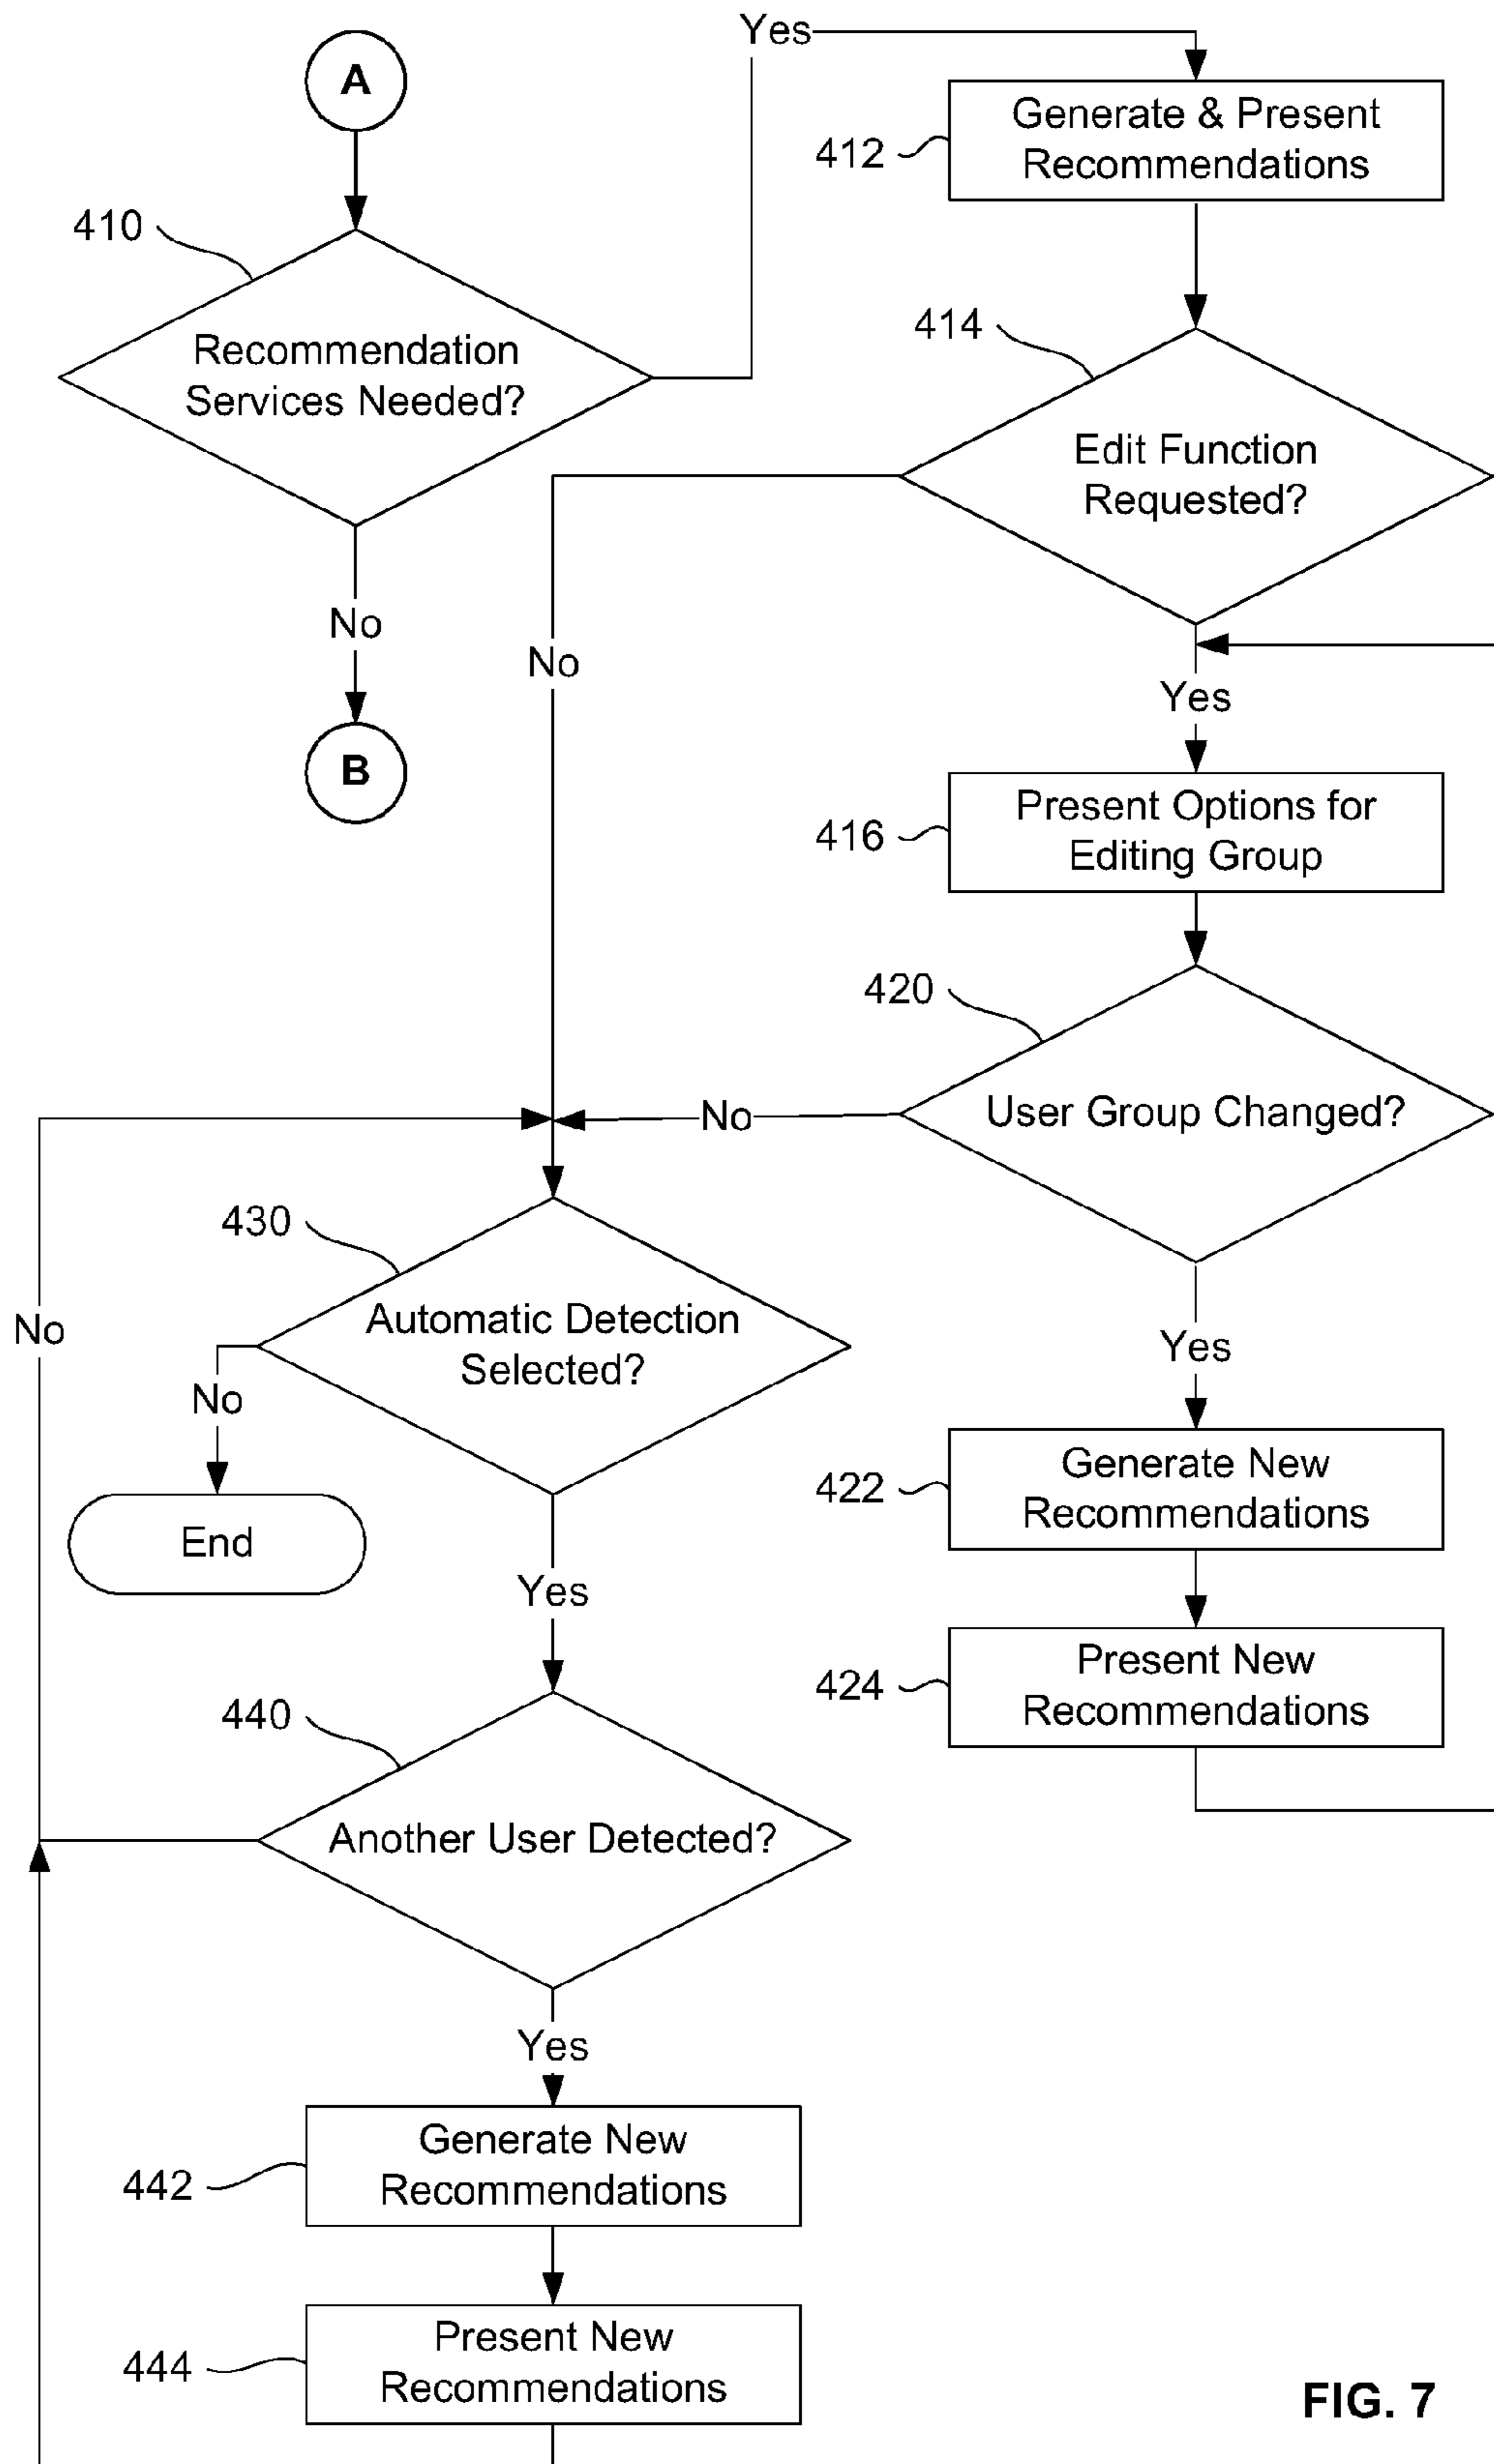 A
410
Recommendation
Services Needed?
No
B
Yes
412
Generate & Present
Recommendations
414
Edit Function
Requested?
No
Yes
416
Present Options for
Editing Group
420
User Group Changed?
No
Yes
422
Generate New
Recommendations
424
Present New
Recommendations
430
Automatic Detection
Selected?
No
No
End
Yes
440
Another User Detected?
Yes
442
Generate New
Recommendations
444
Present New
Recommendations
FIG. 7